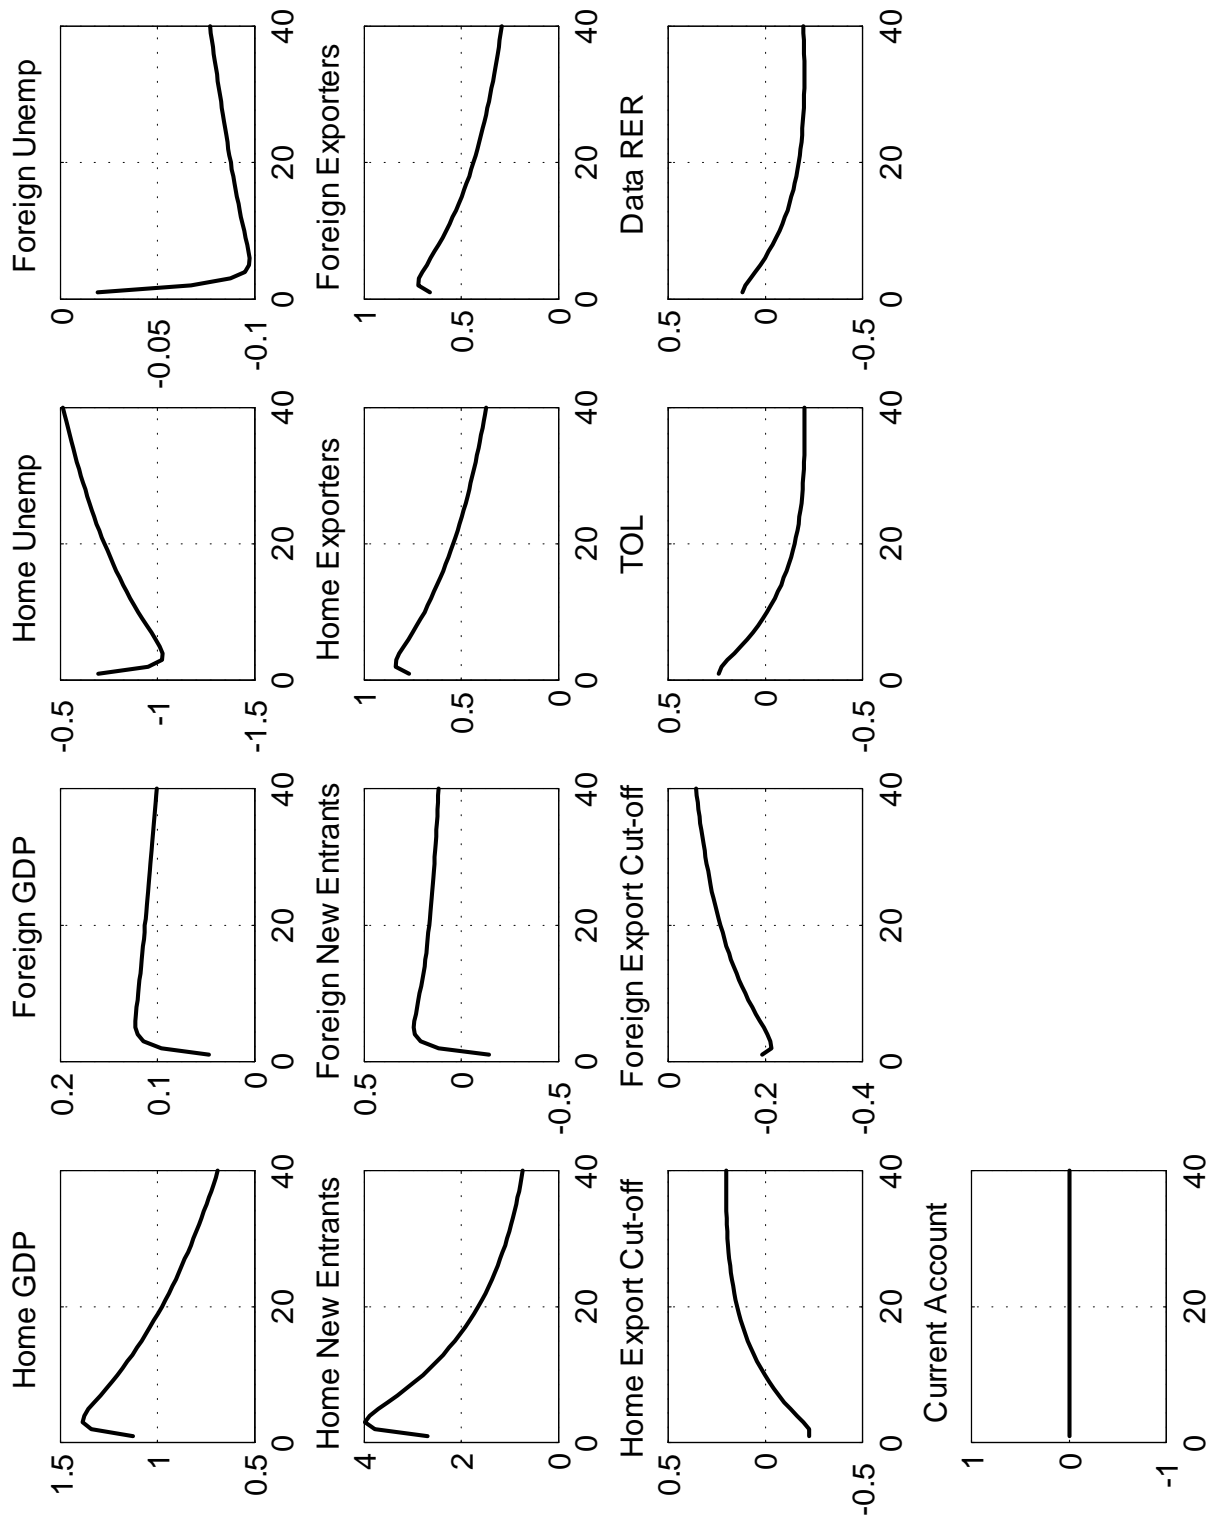 Home GDP
1.5
1
0.5
0 20 40
Foreign GDP
0.2
0.1
0
0 20 40
Home Unemp
-0.5
-1
-1.5
0 20 40
Foreign Unemp
0
-0.05
-0.1
0 20 40
Home New Entrants
4
2
0
0 20 40
Foreign New Entrants
0.5
0
-0.5
0 20 40
Home Exporters
1
0.5
0
0 20 40
Foreign Exporters
1
0.5
0
0 20 40
Home Export Cut-off
0.5
0
-0.5
0 20 40
Foreign Export Cut-off
0
-0.2
-0.4
0 20 40
TOL
0.5
0
-0.5
0 20 40
Data RER
0.5
0
-0.5
0 20 40
Current Account
1
0
-1
0 20 40